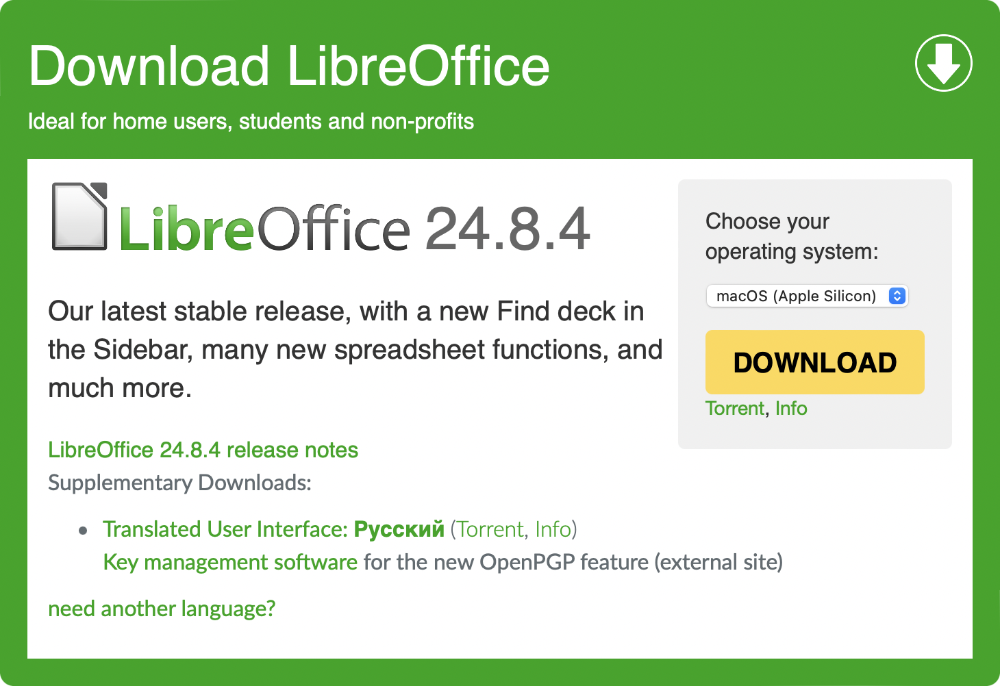 Download LibreOffice
Ideal for home users, students and non-profits
LibreOffice 24.8.4
Our latest stable release, with a new Find deck in
the Sidebar, many new spreadsheet functions, and
much more.
LibreOffice 24.8.4 release notes
Supplementary Downloads:
• Translated User Interface: Русский (Torrent, Info)
Key management software for the new OpenPGP feature (external site)
need another language?
Choose your
operating system:
macOS (Apple Silicon)
DOWNLOAD
Torrent, Info